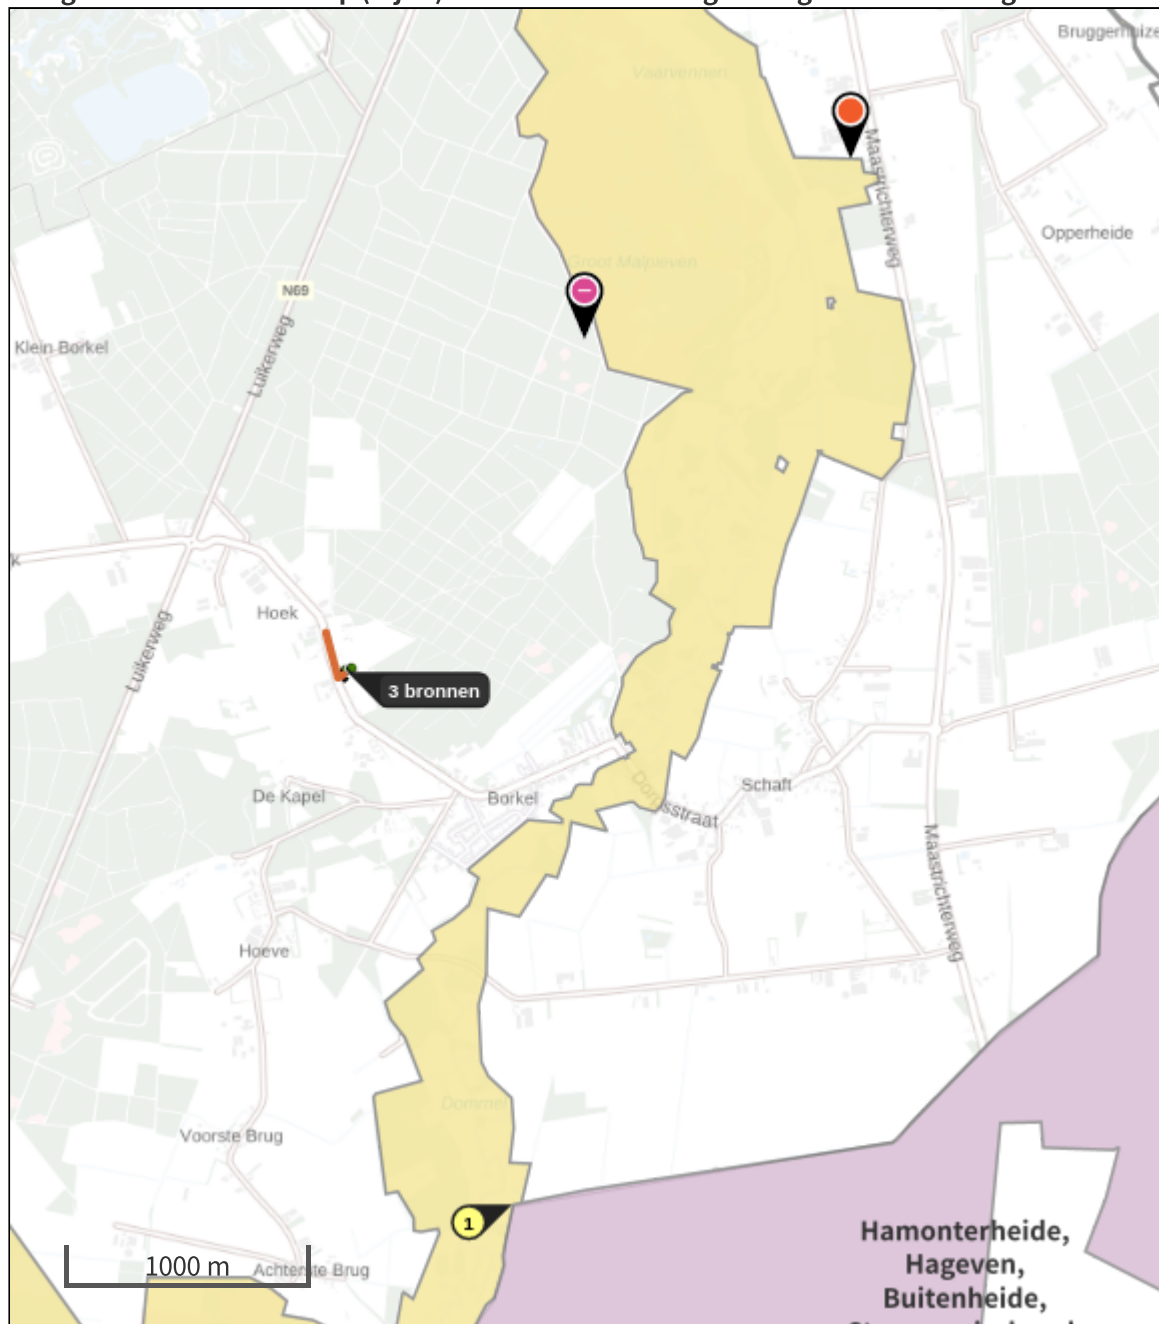 Bruggerhuize
Vaarvennen
Maastrichterweg
Opperheide
Groot Malpieven
N69
Luikerweg
Klein Borkel
k
Hoek
Luikerweg
3 bronnen
De Kapel
Borkel
Schaft
Dorpsstraat
Maastrichterweg
Hoeve
Dommel
Voorste Brug
1
Hamonterheide,
Hageven,
Buitenheide,
1000 m
Achterste Brug